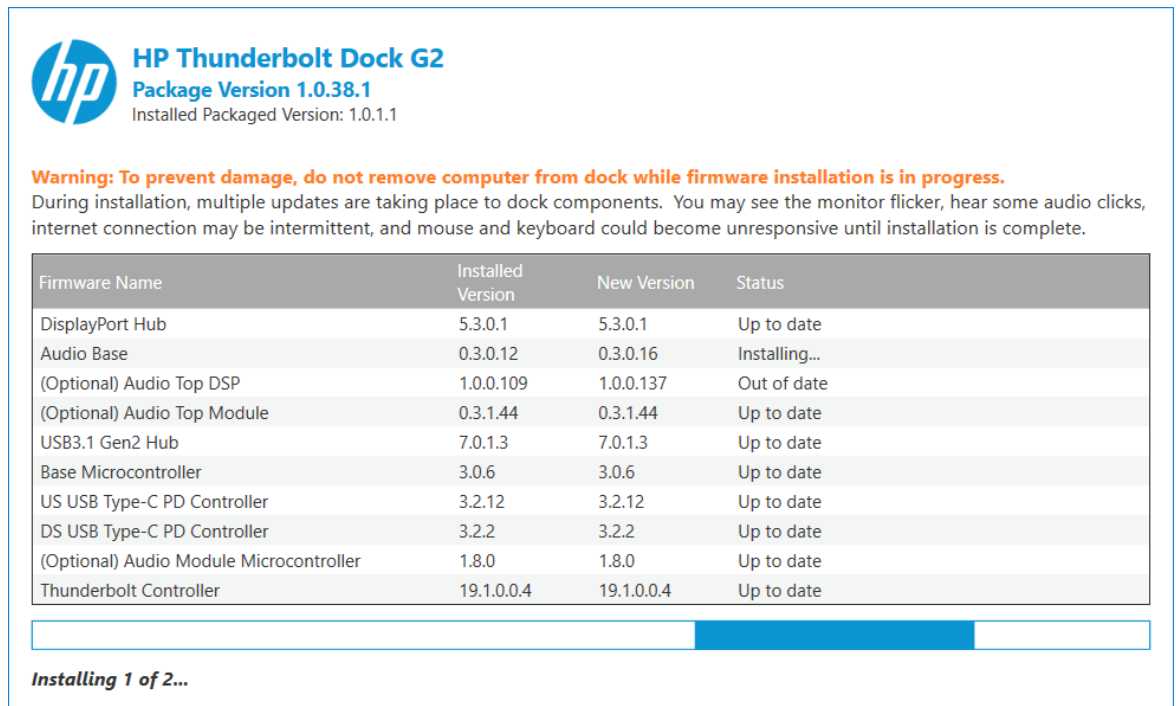 hp
HP Thunderbolt Dock G2
Package Version 1.0.38.1
Installed Packaged Version: 1.0.1.1
Warning: To prevent damage, do not remove computer from dock while firmware installation is in progress.
During installation, multiple updates are taking place to dock components. You may see the monitor flicker, hear some audio clicks,
internet connection may be intermittent, and mouse and keyboard could become unresponsive until installation is complete.
Firmware Name Installed Version New Version Status
DisplayPort Hub 5.3.0.1 5.3.0.1 Up to date
Audio Base 0.3.0.12 0.3.0.16 Installing...
(Optional) Audio Top DSP 1.0.0.109 1.0.0.137 Out of date
(Optional) Audio Top Module 0.3.1.44 0.3.1.44 Up to date
USB3.1 Gen2 Hub 7.0.1.3 7.0.1.3 Up to date
Base Microcontroller 3.0.6 3.0.6 Up to date
US USB Type-C PD Controller 3.2.12 3.2.12 Up to date
DS USB Type-C PD Controller 3.2.2 3.2.2 Up to date
(Optional) Audio Module Microcontroller 1.8.0 1.8.0 Up to date
Thunderbolt Controller 19.1.0.0.4 19.1.0.0.4 Up to date
Installing 1 of 2...